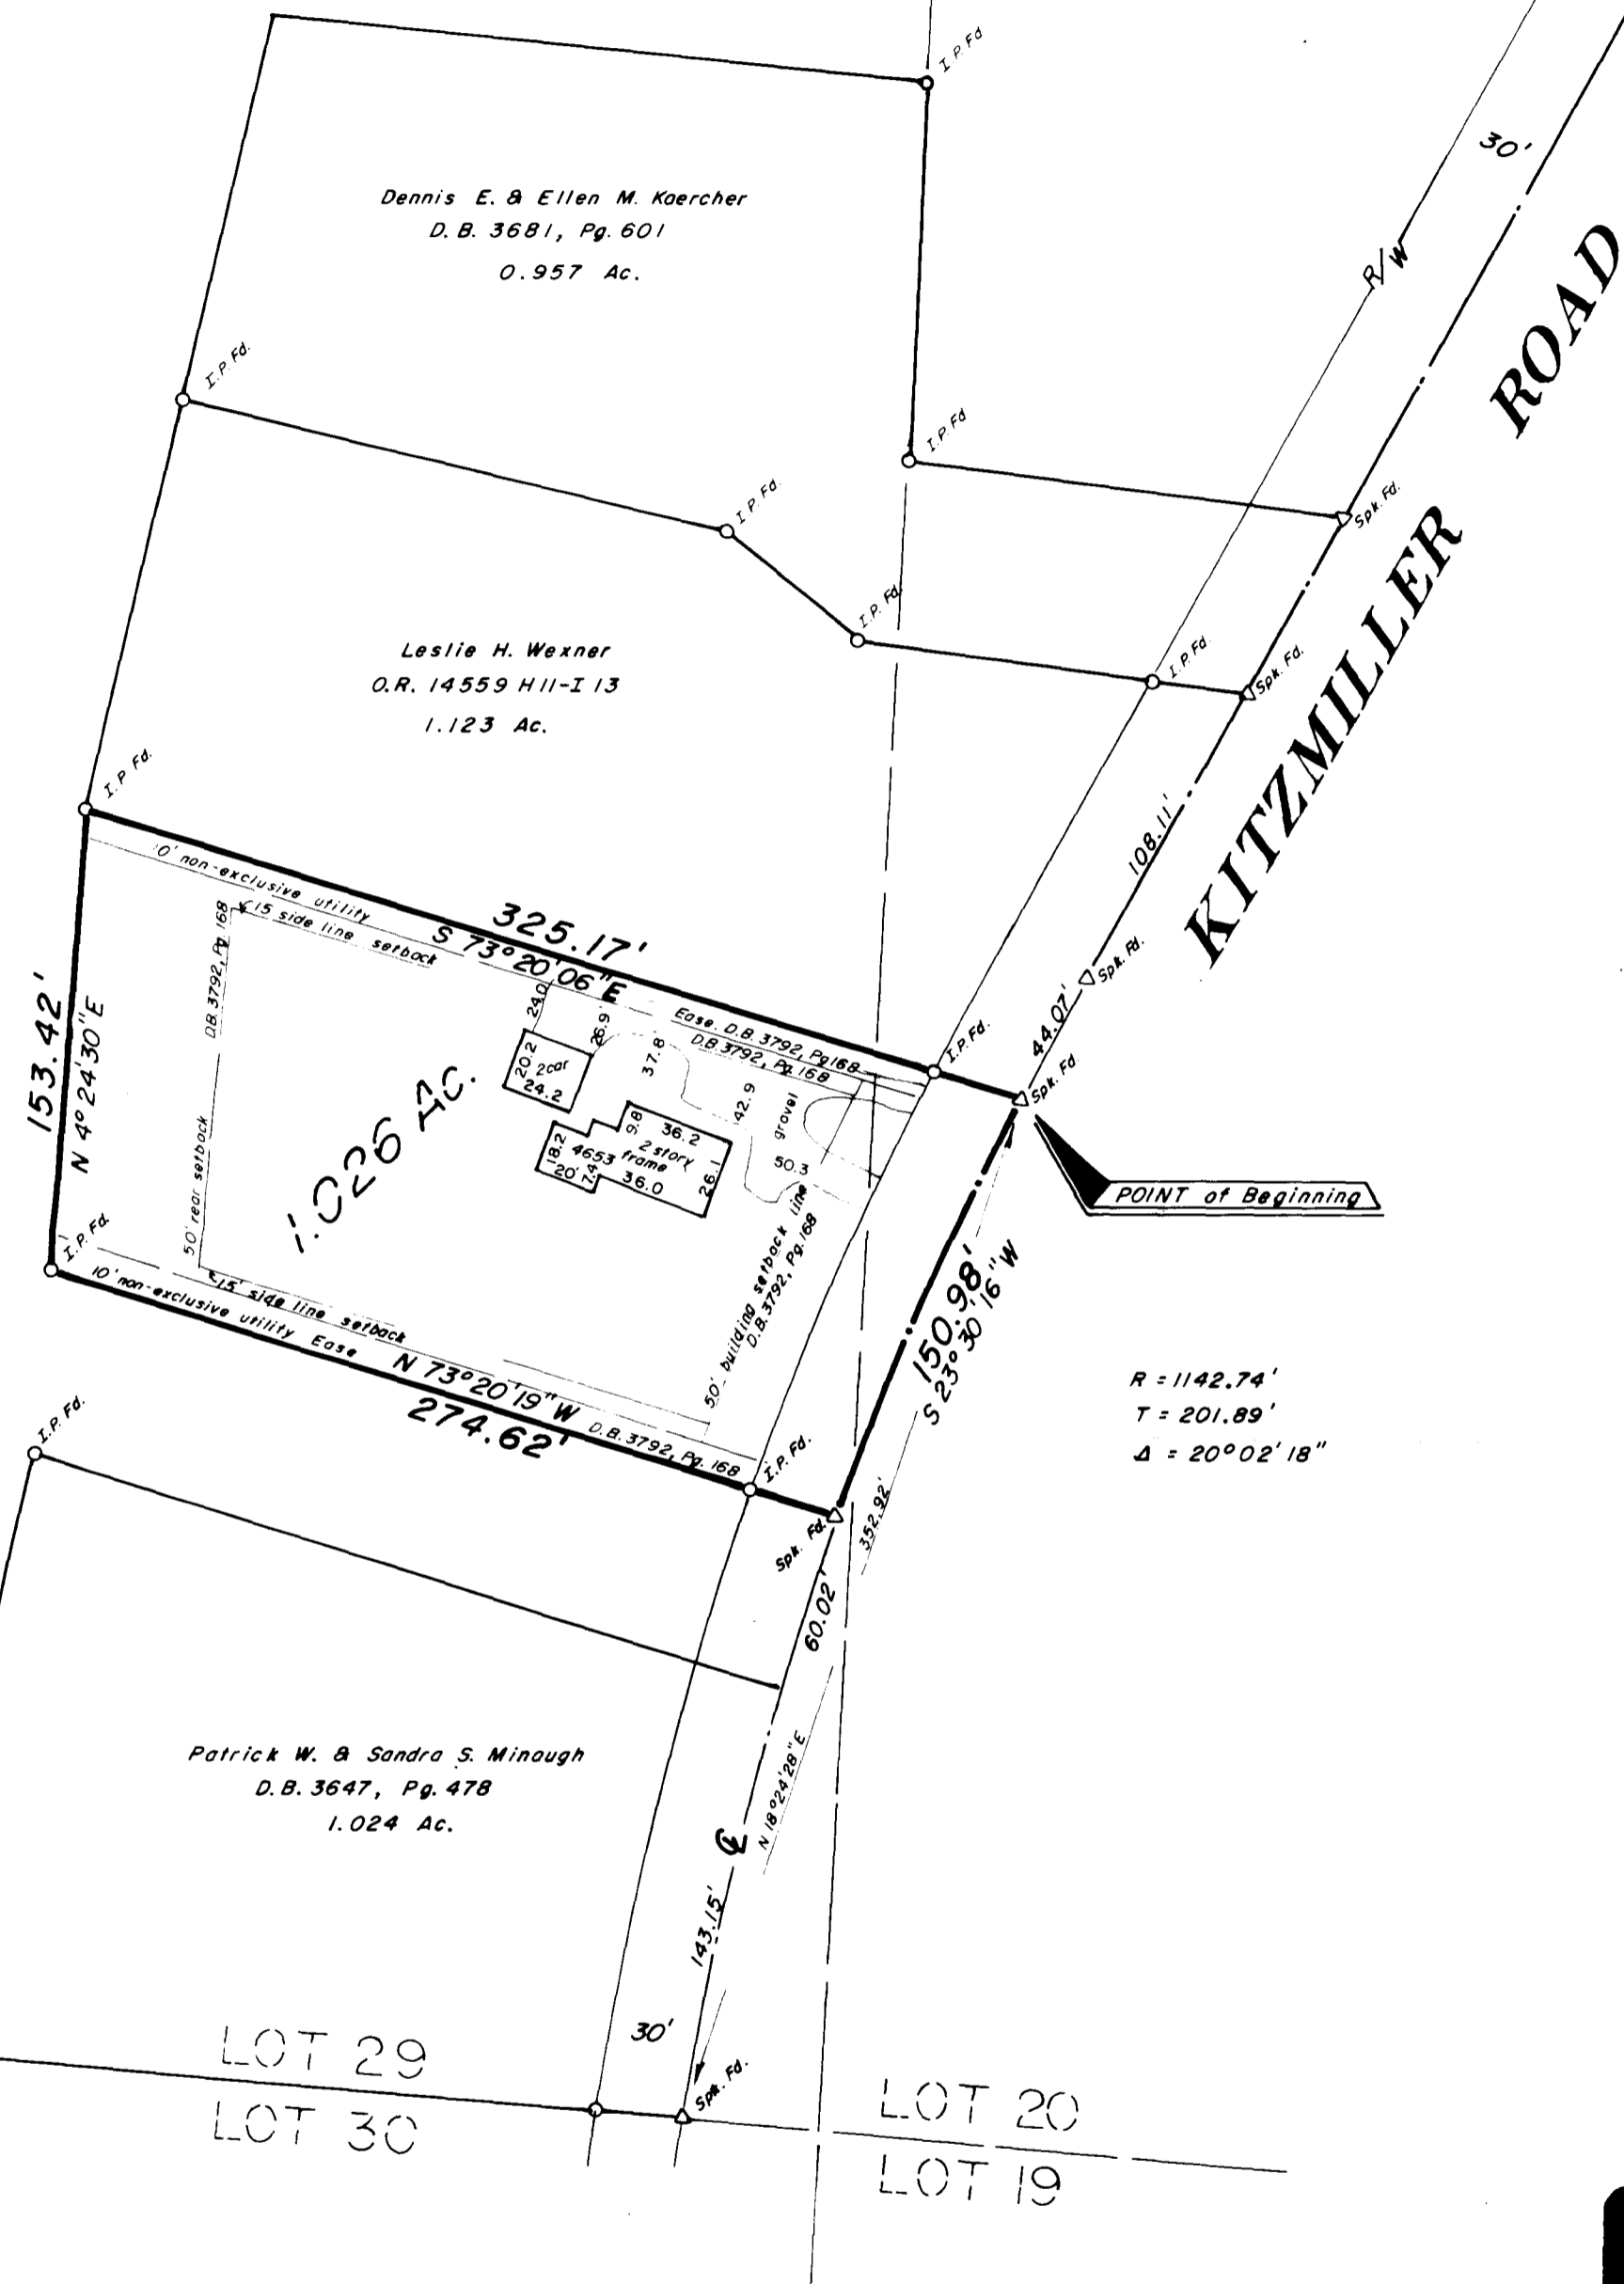 I.P. Fd
30'
Dennis E. & Ellen M. Kaercher
D. B. 3681, Pg. 601
0.957 Ac.
R/W
ROAD
I.P. Fd.
I.P. Fd
I.P. Fd.
Spk. Fd.
KITZMILLER
I.P. Fd.
I.P. Fd.
Spk. Fd.
Leslie H. Wexner
O.R. 14559 H11-I 13
1.123 Ac.
I.P. Fd.
108.11'
10' non-exclusive utility
15 side line setback
D.B. 3792, Pg. 168
325.17'
S 73° 20' 06" E
Spk. Fd.
44.07'
153.42'
N 4° 24' 30" E
Ease. D.B. 3792, Pg 168
D.B. 3792, Pg. 168
I.P. Fd.
Spk. Fd
24.0
26.9'
37.8
20.2
2car
24.2
42.9
gravel
1.026 Ac.
9.8
36.2
18.2
4653
2 story
frame
20'
7.4
36.0
26.1
50.3
POINT of Beginning
50' rear setback
50' building setback line
D.B. 3792, Pg. 168
I.P. Fd.
15' side line setback
10' non-exclusive utility Ease
150.98'
S 23° 30' 16" W
N 73° 20' 19" W
274.62'
D.B. 3792, Pg. 168
I.P. Fd.
R = 1142.74'
T = 201.89'
Δ = 20° 02' 18"
I.P. Fd.
Spk. Fd.
352.92'
60.02'
Patrick W. & Sandra S. Minough
D.B. 3647, Pg. 478
1.024 Ac.
N 18° 24' 28" E
℄
143.15'
30'
Spk. Fd.
LOT 29
LOT 30
LOT 20
LOT 19